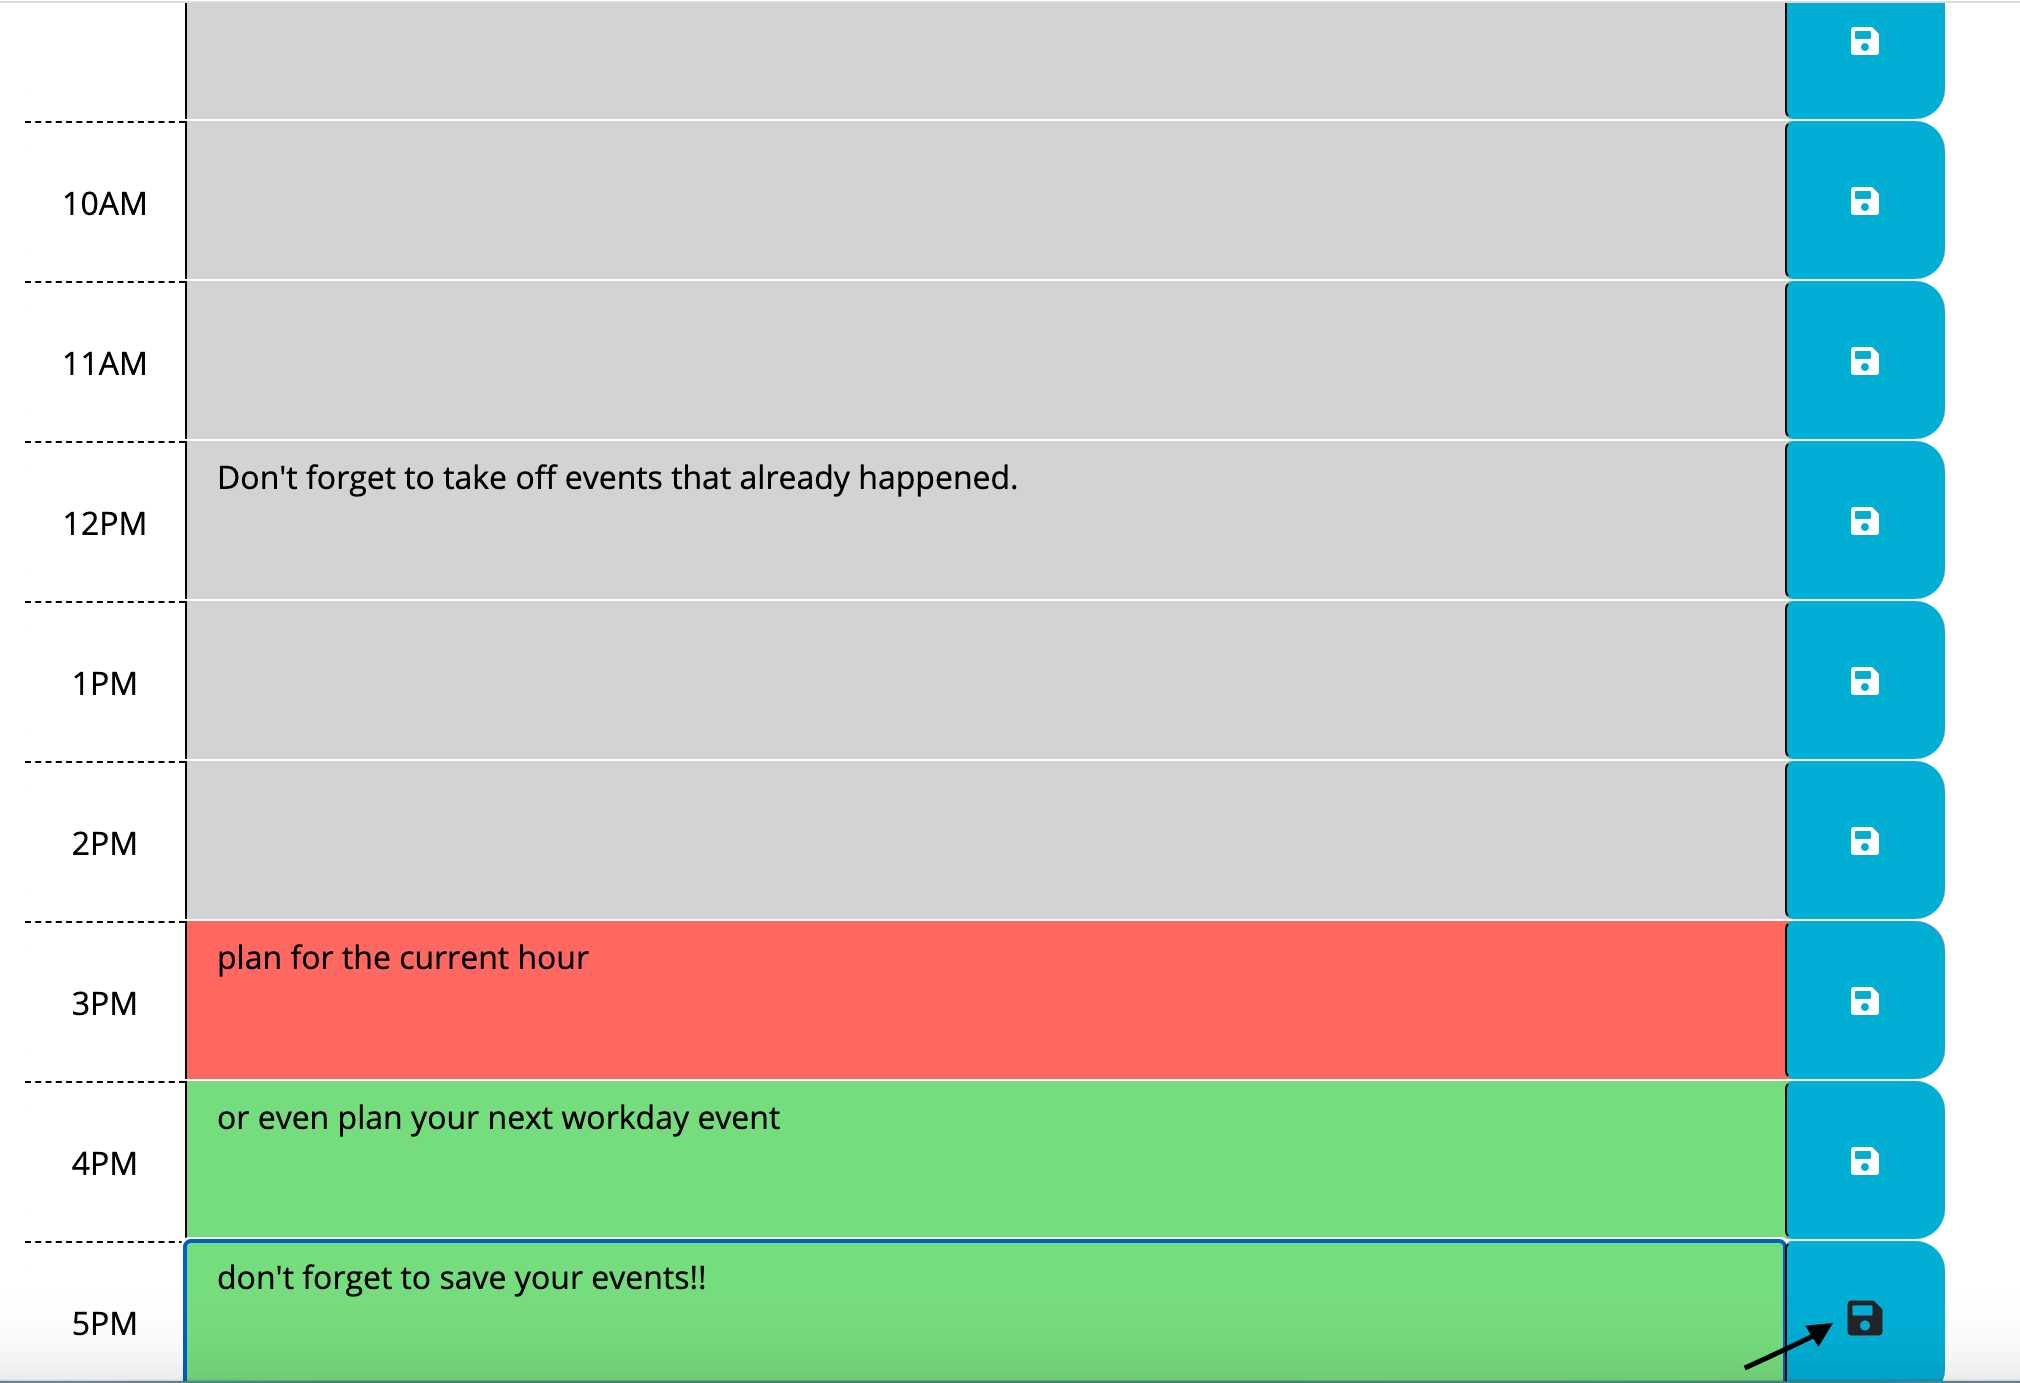 10AM
11AM
Don't forget to take off events that already happened.
12PM
1PM
2PM
plan for the current hour
3PM
or even plan your next workday event
4PM
don't forget to save your events!!
5PM